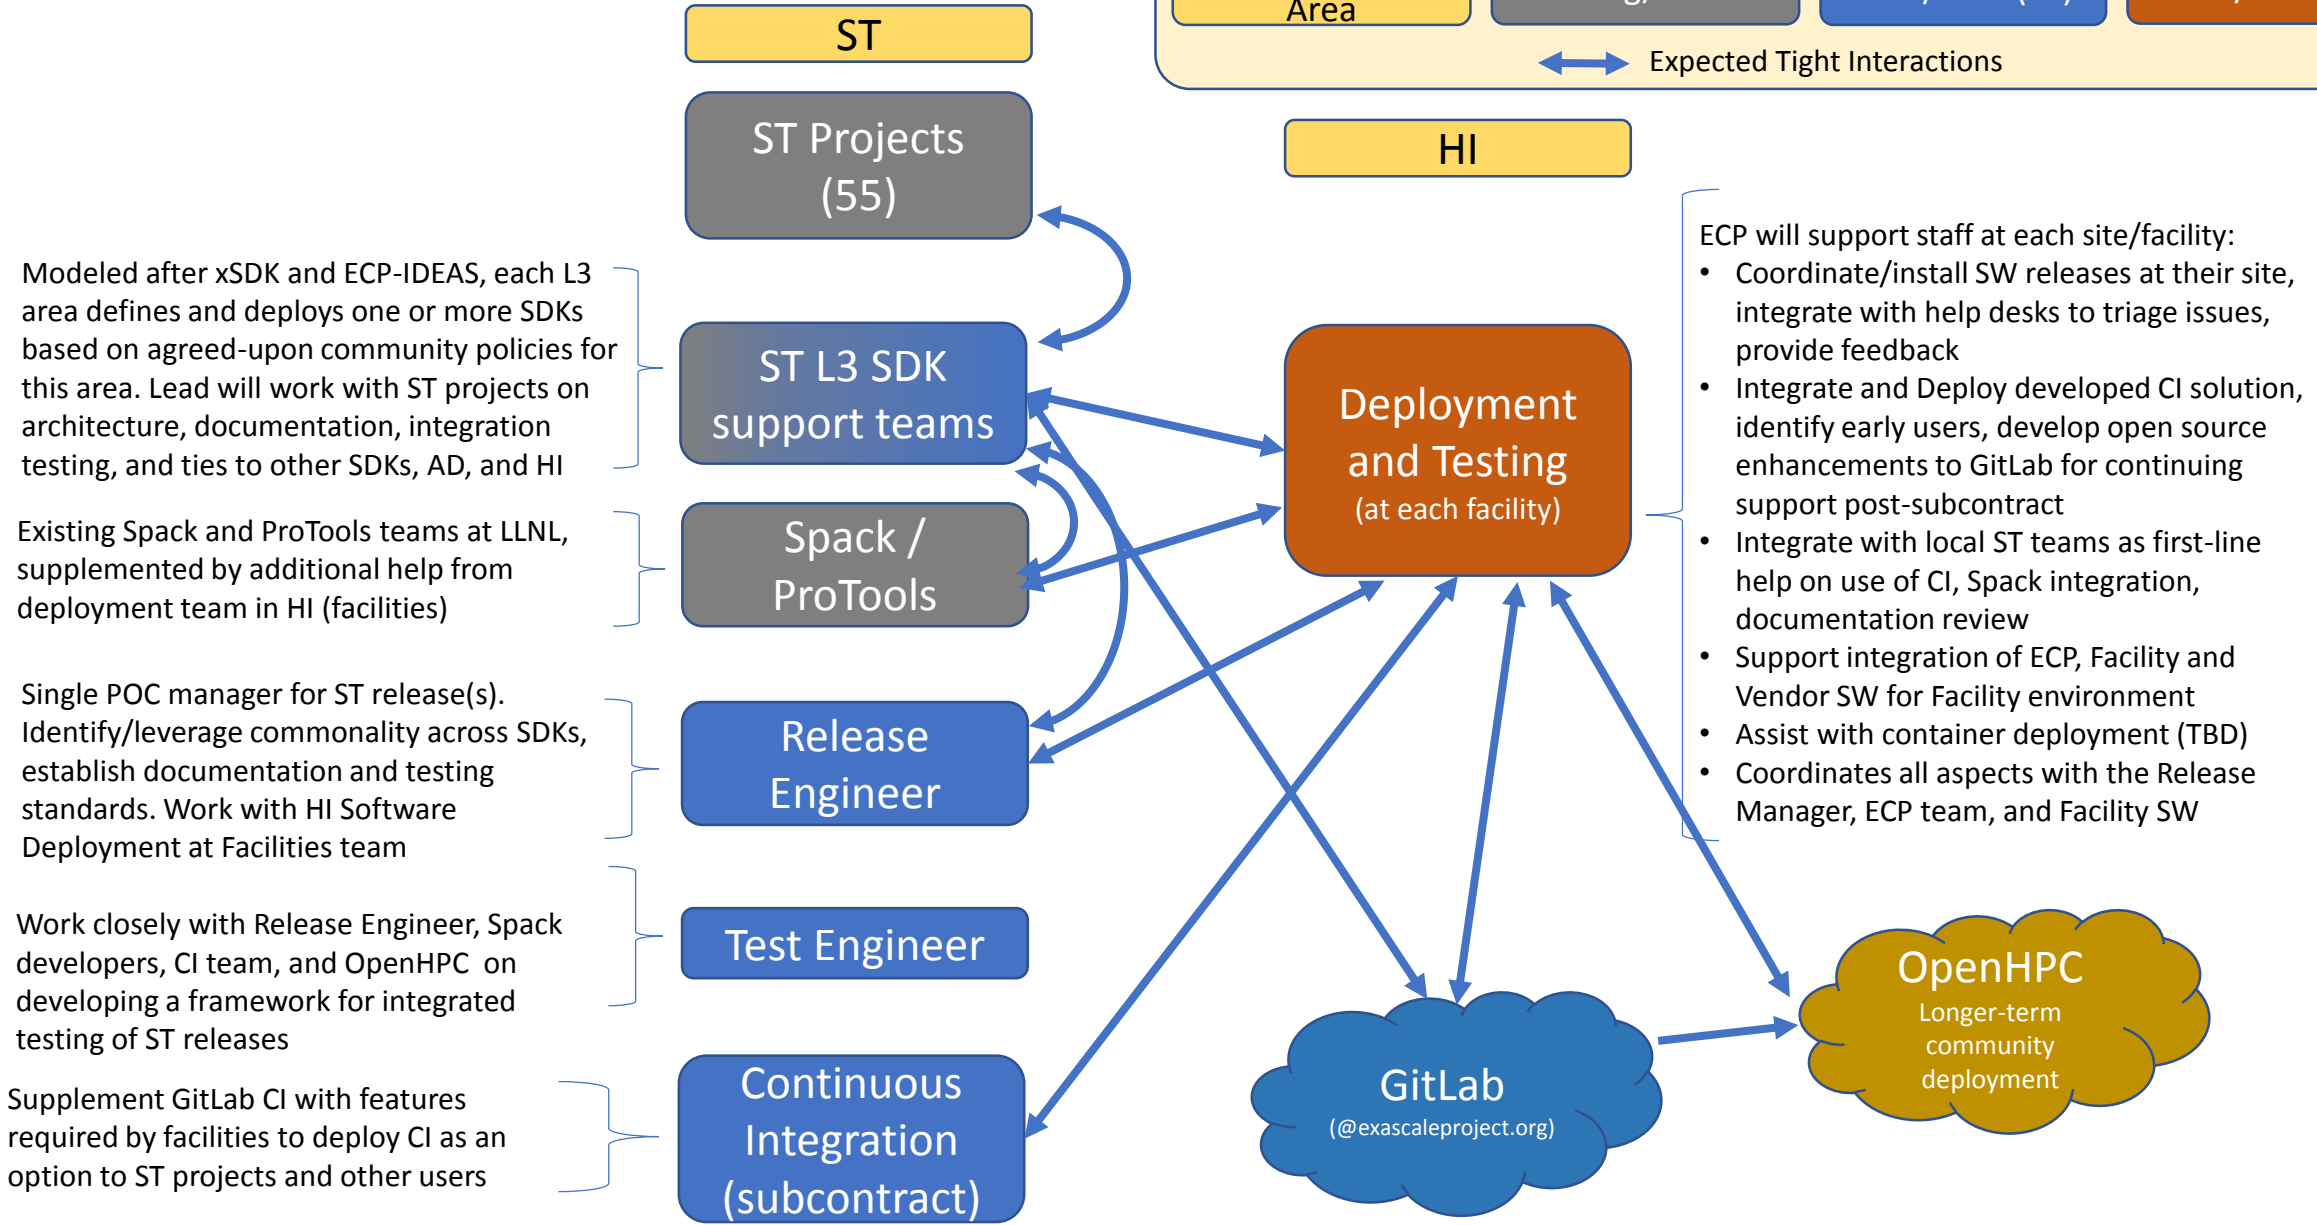 Area
Expected Tight Interactions
ST
ST Projects
(55)
HI
Modeled after xSDK and ECP-IDEAS, each L3
area defines and deploys one or more SDKs
based on agreed-upon community policies for
this area. Lead will work with ST projects on
architecture, documentation, integration
testing, and ties to other SDKs, AD, and HI
ST L3 SDK
support teams
Existing Spack and ProTools teams at LLNL,
supplemented by additional help from
deployment team in HI (facilities)
Spack /
ProTools
Single POC manager for ST release(s).
Identify/leverage commonality across SDKs,
establish documentation and testing
standards. Work with HI Software
Deployment at Facilities team
Release
Engineer
Work closely with Release Engineer, Spack
developers, CI team, and OpenHPC on
developing a framework for integrated
testing of ST releases
Test Engineer
Supplement GitLab CI with features
required by facilities to deploy CI as an
option to ST projects and other users
Continuous
Integration
(subcontract)
Deployment
and Testing
(at each facility)
ECP will support staff at each site/facility:
• Coordinate/install SW releases at their site,
integrate with help desks to triage issues,
provide feedback
• Integrate and Deploy developed CI solution,
identify early users, develop open source
enhancements to GitLab for continuing
support post-subcontract
• Integrate with local ST teams as first-line
help on use of CI, Spack integration,
documentation review
• Support integration of ECP, Facility and
Vendor SW for Facility environment
• Assist with container deployment (TBD)
• Coordinates all aspects with the Release
Manager, ECP team, and Facility SW
GitLab
(@exascaleproject.org)
OpenHPC
Longer-term
community
deployment